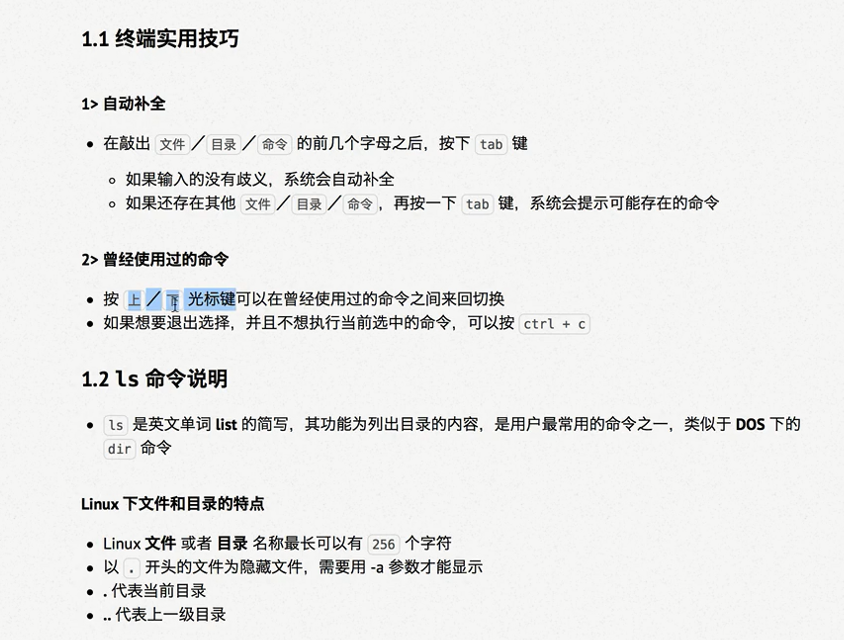 1.1 终端实用技巧
1> 自动补全
• 在敲出 文件／目录／命令 的前几个字母之后，按下 tab 键
◦ 如果输入的没有歧义，系统会自动补全
◦ 如果还存在其他 文件／目录／命令，再按一下 tab 键，系统会提示可能存在的命令
2> 曾经使用过的命令
• 按 上／下 光标键可以在曾经使用过的命令之间来回切换
• 如果想要退出选择，并且不想执行当前选中的命令，可以按 ctrl + c
1.2 ls 命令说明
• ls 是英文单词 list 的简写，其功能为列出目录的内容，是用户最常用的命令之一，类似于 DOS 下的
dir 命令
Linux 下文件和目录的特点
• Linux 文件 或者 目录 名称最长可以有 256 个字符
• 以 . 开头的文件为隐藏文件，需要用 -a 参数才能显示
• . 代表当前目录
• .. 代表上一级目录